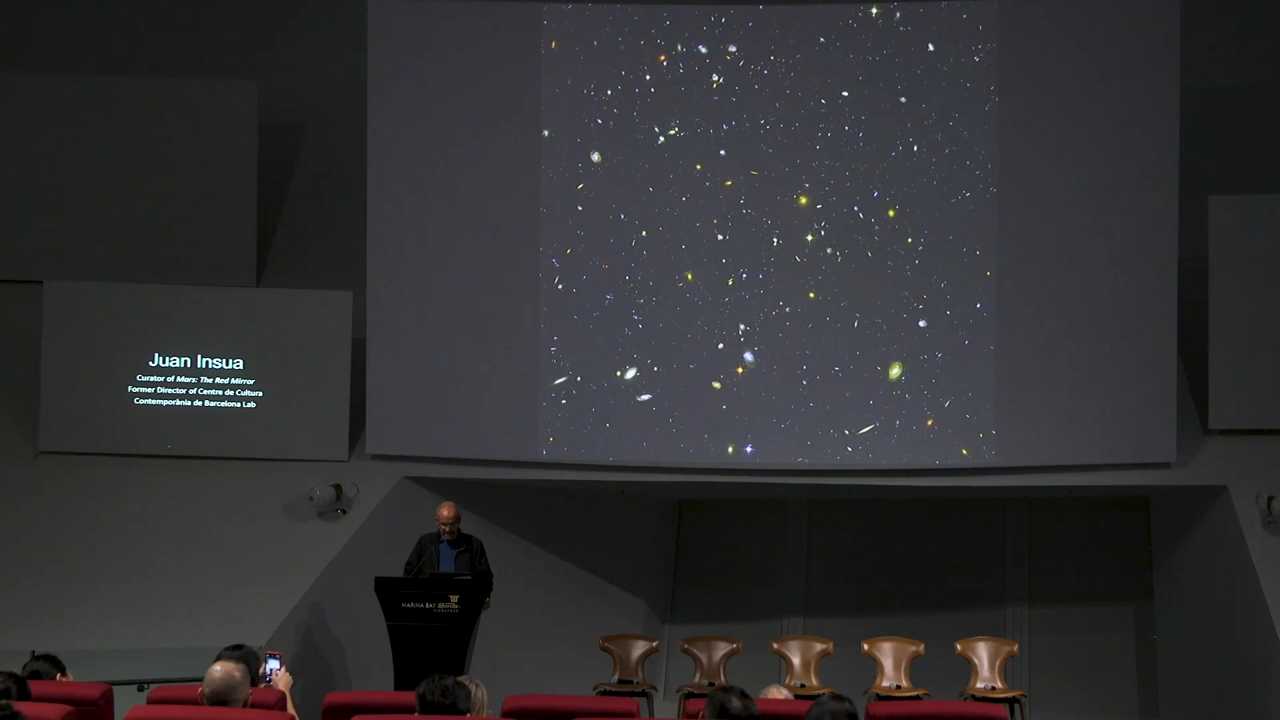 Juan Insua
Curator of Mars: The Red Mirror
Former Director of Centre de Cultura
Contemporània de Barcelona Lab
MARINA BAY